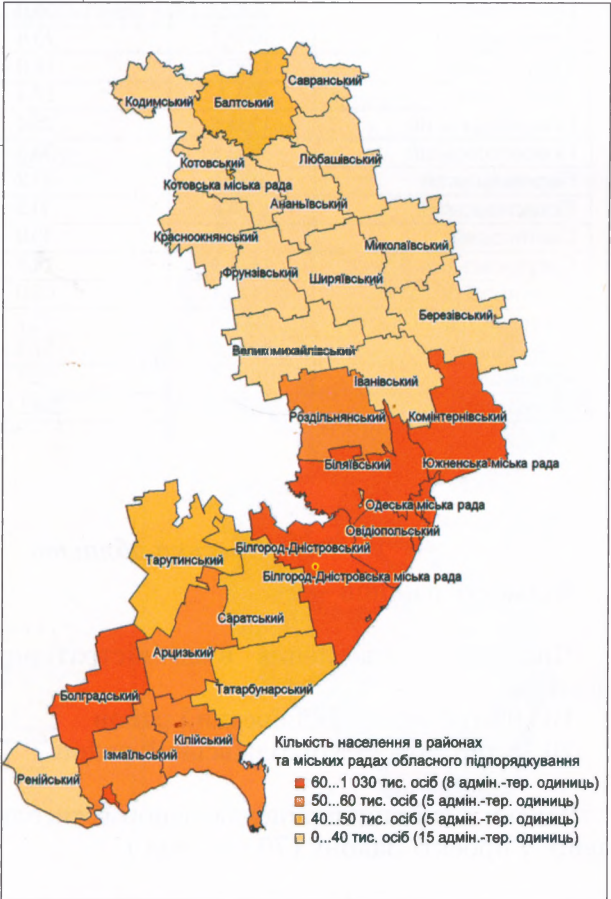 Савранський
Кодимський
Балтський
Любашівський
Котовський
Котовська міська рада
Ананьївський
Красноокнянський
Миколаївський
Фрунзівський
Ширяївський
Березівський
Великомихайлівський
Іванівський
Роздільнянський
Комінтернівський
Біляївський
Южненська міська рада
Одеська міська рада
Овідіопольський
Білгород-Дністровський
Тарутинський
Білгород-Дністровська міська рада
Саратський
Арцизький
Татарбунарський
Болградський
Кілійський
Ізмаїльський
Ренійський
Кількість населення в районах
та міських радах обласного підпорядкування
60...1 030 тис. осіб (8 адмін.-тер. одиниць)
50...60 тис. осіб (5 адмін.-тер. одиниць)
40...50 тис. осіб (5 адмін.-тер. одиниць)
0...40 тис. осіб (15 адмін.-тер. одиниць)